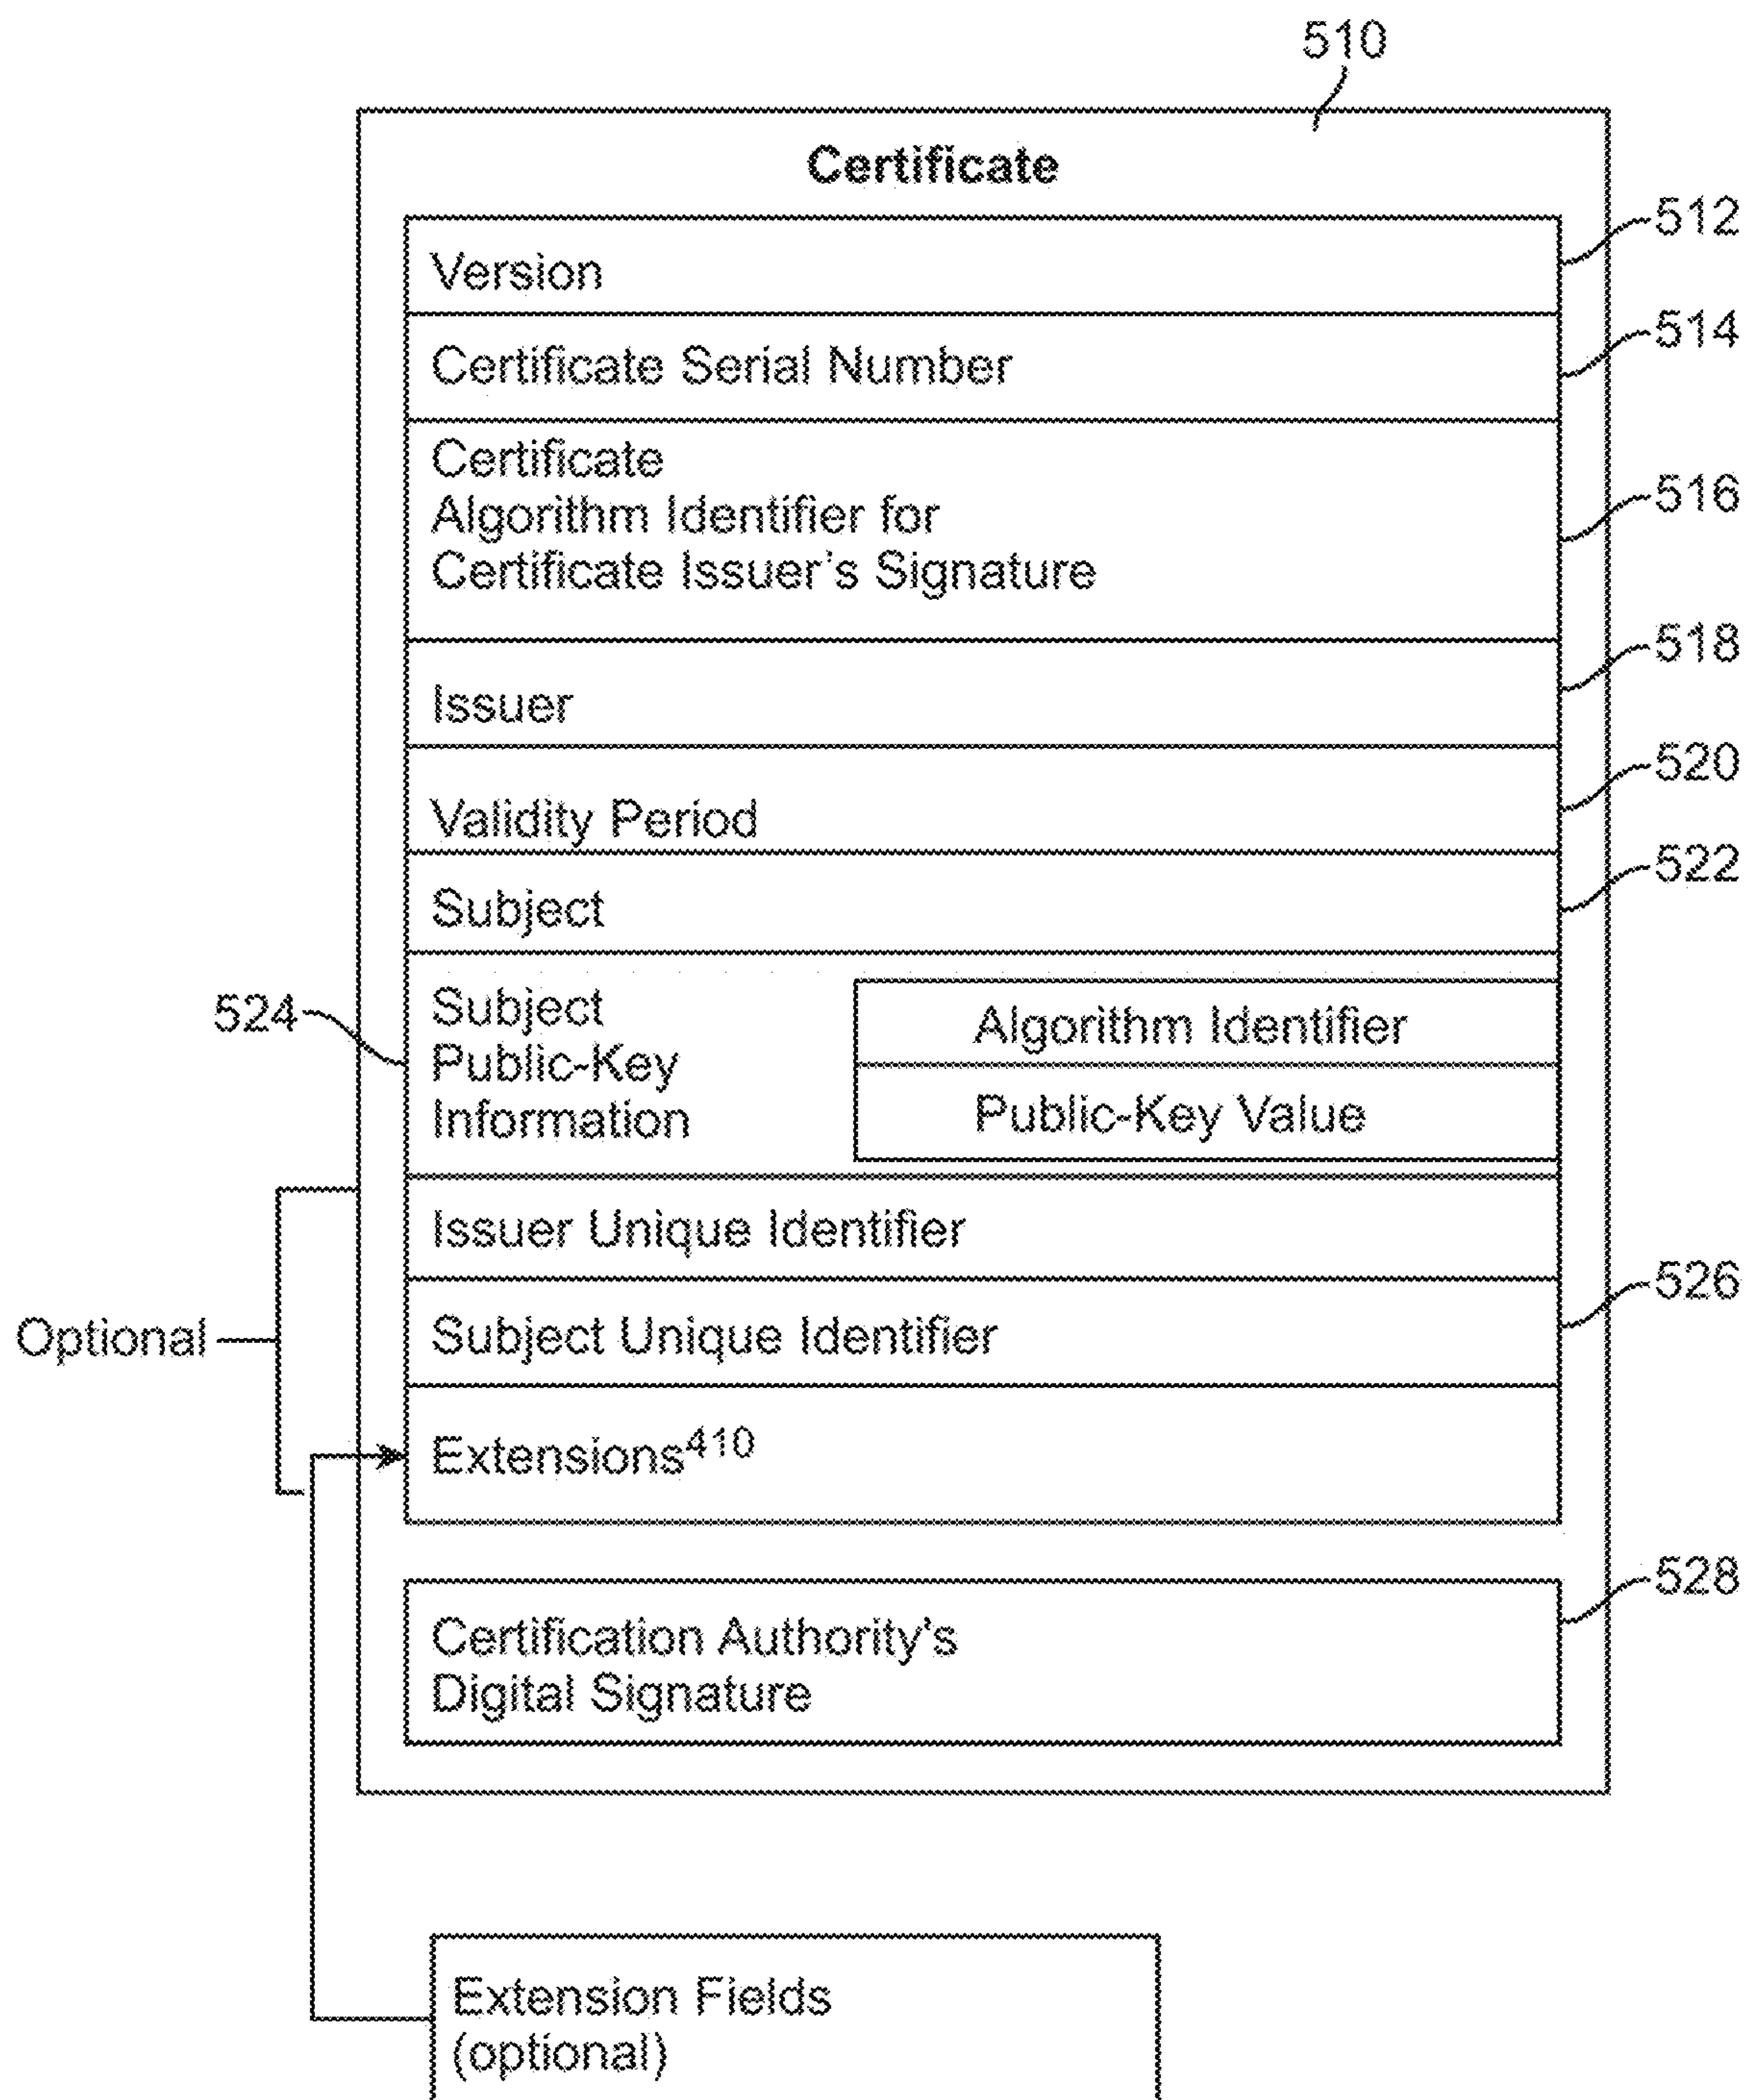 510
Certificate
512
Version
514
Certificate Serial Number
Certificate
Algorithm Identifier for
Certificate Issuer's Signature
516
518
Issuer
520
Validity Period
522
Subject
524
Subject
Public-Key
Information
Algorithm Identifier
Public-Key Value
Issuer Unique Identifier
526
Optional
Subject Unique Identifier
Extensions410
528
Certification Authority's
Digital Signature
Extension Fields
(optional)